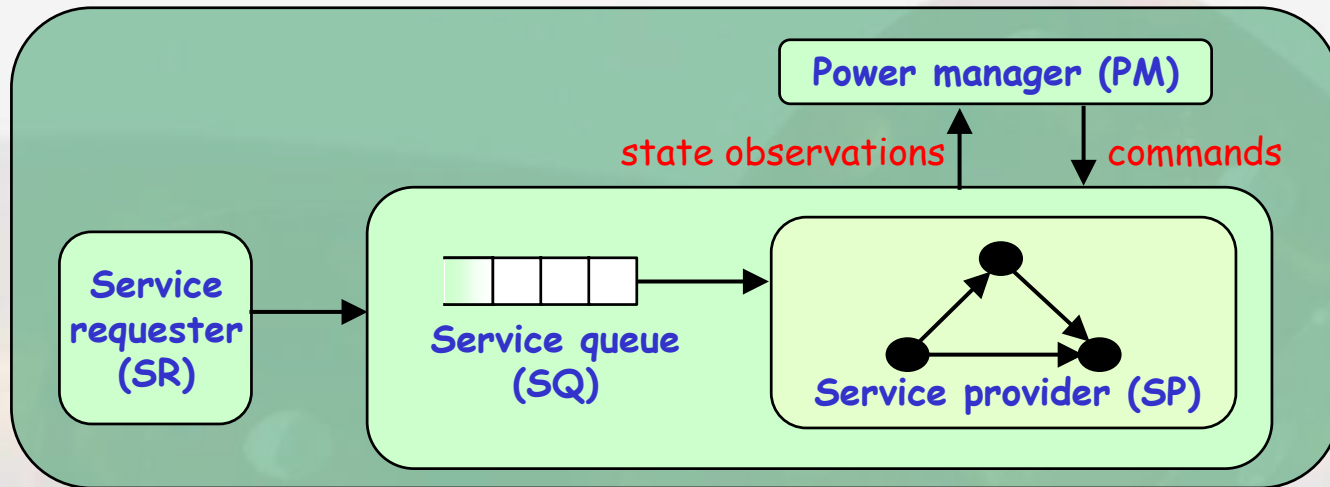 Power manager (PM)
state observations
commands
Service
requester
(SR)
Service queue
(SQ)
Service provider (SP)